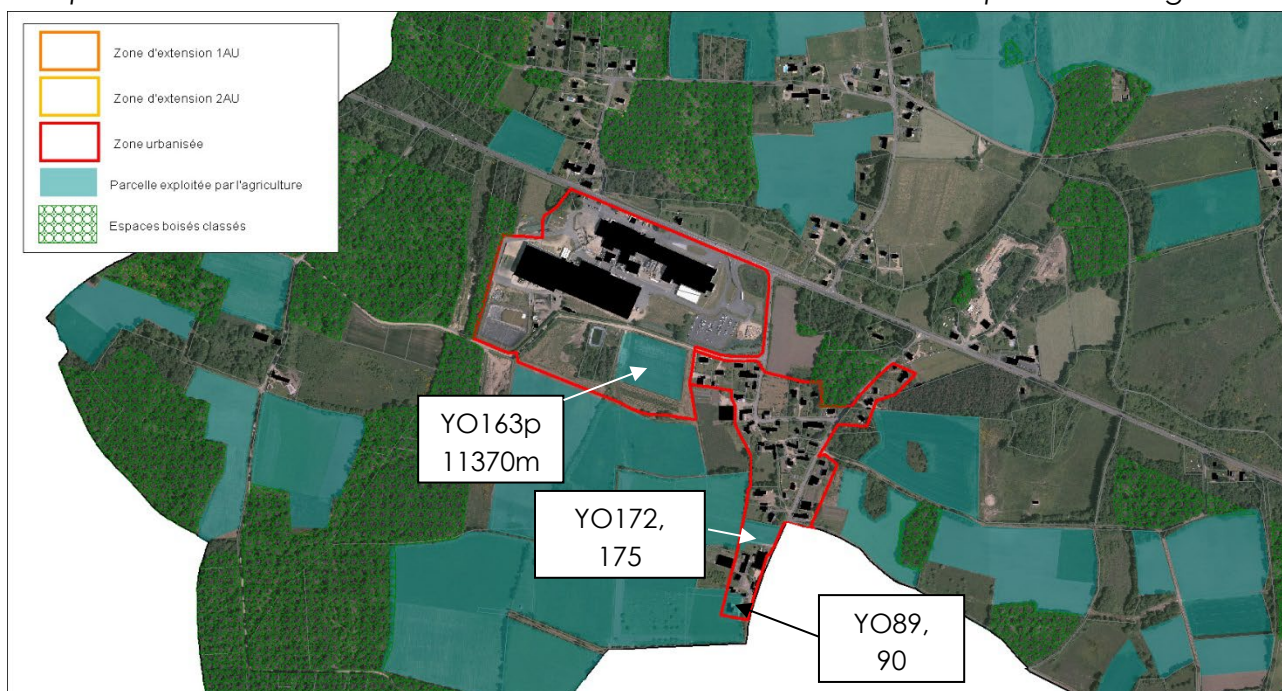 Zone d'extension 1AU
Zone d'extension 2AU
Zone urbanisée
Parcelle exploitée par l'agriculture
Espaces boisés classés
YO163p
11370m
YO172,
175
YO89,
90